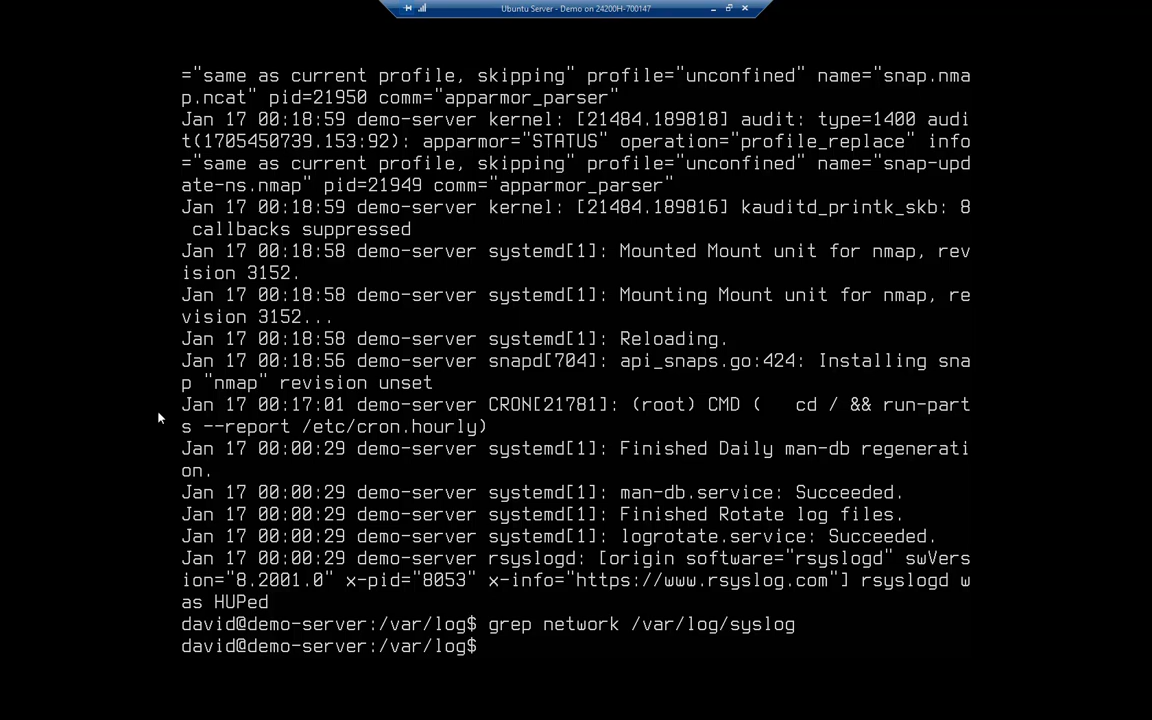 Ubuntu Server - Demo on 24200H-700147
="same as current profile, skipping" profile="unconfined" name="snap.nma
p.ncat" pid=21950 comm="apparmor_parser"
Jan 17 00:18:59 demo-server kernel: [21484.189818] audit: type=1400 audi
t(1705450739.153:92): apparmor="STATUS" operation="profile_replace" info
="same as current profile, skipping" profile="unconfined" name="snap-upd
ate-ns.nmap" pid=21949 comm="apparmor_parser"
Jan 17 00:18:59 demo-server kernel: [21484.189816] kauditd_printk_skb: 8
 callbacks suppressed
Jan 17 00:18:58 demo-server systemd[1]: Mounted Mount unit for nmap, rev
ision 3152.
Jan 17 00:18:58 demo-server systemd[1]: Mounting Mount unit for nmap, re
vision 3152...
Jan 17 00:18:58 demo-server systemd[1]: Reloading.
Jan 17 00:18:56 demo-server snapd[704]: api_snaps.go:424: Installing sna
p "nmap" revision unset
Jan 17 00:17:01 demo-server CRON[21781]: (root) CMD (   cd / && run-part
s --report /etc/cron.hourly)
Jan 17 00:00:29 demo-server systemd[1]: Finished Daily man-db regenerati
on.
Jan 17 00:00:29 demo-server systemd[1]: man-db.service: Succeeded.
Jan 17 00:00:29 demo-server systemd[1]: Finished Rotate log files.
Jan 17 00:00:29 demo-server systemd[1]: logrotate.service: Succeeded.
Jan 17 00:00:29 demo-server rsyslogd: [origin software="rsyslogd" swVers
ion="8.2001.0" x-pid="8053" x-info="https://www.rsyslog.com"] rsyslogd w
as HUPed
david@demo-server:/var/log$ grep network /var/log/syslog
david@demo-server:/var/log$